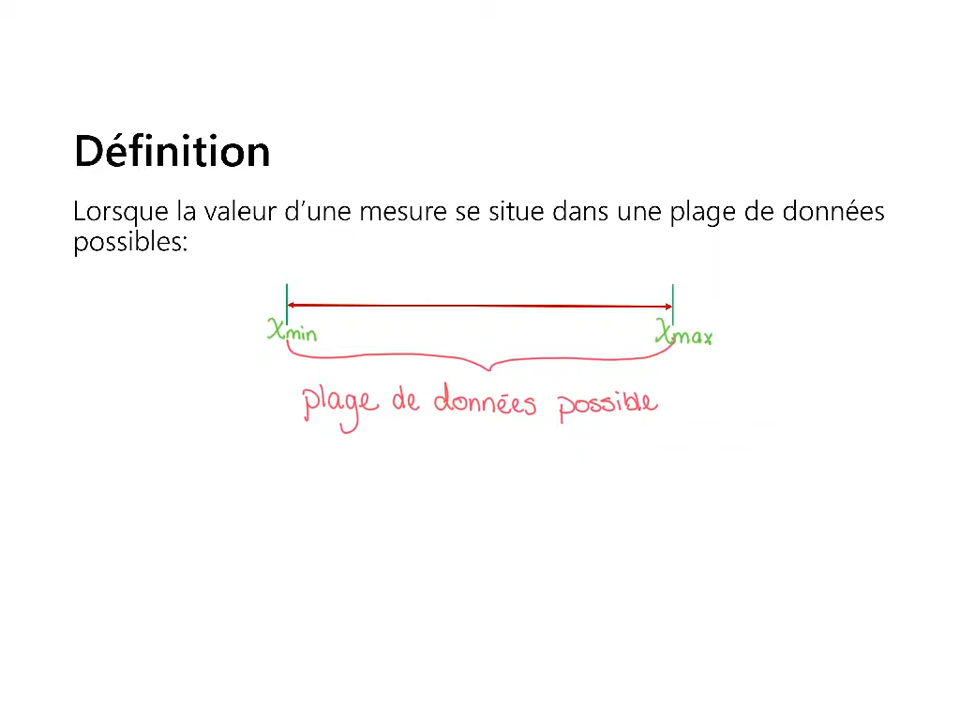 Définition
Lorsque la valeur d’une mesure se situe dans une plage de données
possibles:
xmin xmax
plage de données possible